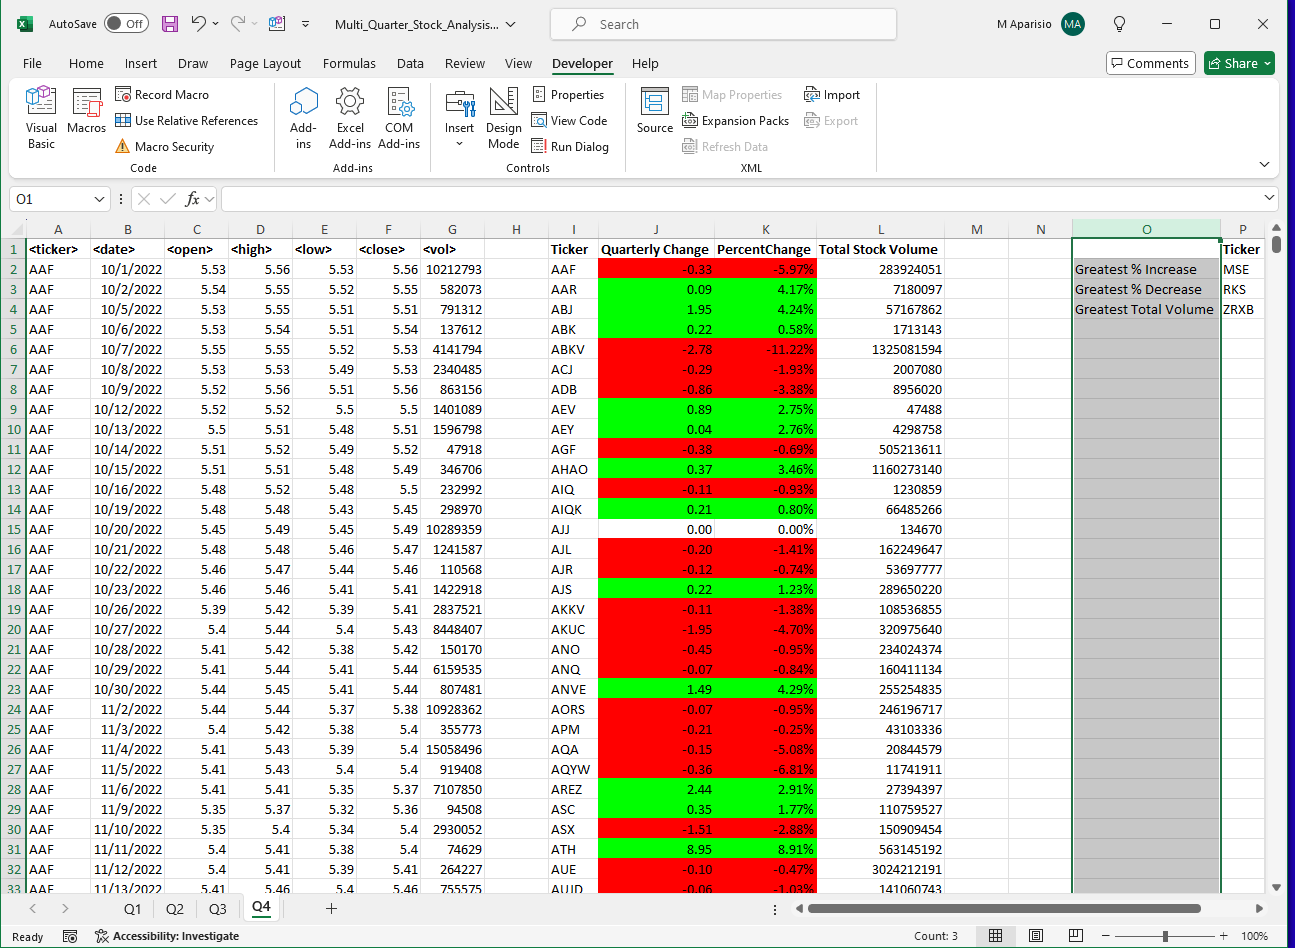 AutoSave Off Multi_Quarter_Stock_Analysis... Search M Aparisio MA
File Home Insert Draw Page Layout Formulas Data Review View Developer Help Comments Share
Visual Basic
Macros
Record Macro
Use Relative References
Macro Security
Code
Add-ins
Excel Add-ins
COM Add-ins
Add-ins
Insert
Design Mode
Properties
View Code
Run Dialog
Controls
Source
Map Properties
Expansion Packs
Refresh Data
Import
Export
XML
O1 fx
A B C D E F G H I J K L M N O P
1 <ticker> <date> <open> <high> <low> <close> <vol> Ticker Quarterly Change PercentChange Total Stock Volume Ticker
2 AAF 10/1/2022 5.53 5.56 5.53 5.56 10212793 AAF -0.33 -5.97% 283924051 Greatest % Increase MSE
3 AAF 10/2/2022 5.54 5.55 5.52 5.55 582073 AAR 0.09 4.17% 7180097 Greatest % Decrease RKS
4 AAF 10/5/2022 5.53 5.55 5.51 5.51 791312 ABJ 1.95 4.24% 57167862 Greatest Total Volume ZRXB
5 AAF 10/6/2022 5.53 5.54 5.51 5.54 137612 ABK 0.22 0.58% 1713143
6 AAF 10/7/2022 5.55 5.55 5.52 5.53 4141794 ABKV -2.78 -11.22% 1325081594
7 AAF 10/8/2022 5.53 5.53 5.49 5.53 2340485 ACJ -0.29 -1.93% 2007080
8 AAF 10/9/2022 5.52 5.56 5.51 5.56 863156 ADB -0.86 -3.38% 8956020
9 AAF 10/12/2022 5.52 5.52 5.5 5.5 1401089 AEV 0.89 2.75% 47488
10 AAF 10/13/2022 5.5 5.51 5.48 5.51 1596798 AEY 0.04 2.76% 4298758
11 AAF 10/14/2022 5.51 5.52 5.49 5.52 47918 AGF -0.38 -0.69% 505213611
12 AAF 10/15/2022 5.51 5.51 5.48 5.49 346706 AHAO 0.37 3.46% 1160273140
13 AAF 10/16/2022 5.48 5.52 5.48 5.5 232992 AIQ -0.11 -0.93% 1230859
14 AAF 10/19/2022 5.48 5.48 5.43 5.45 298970 AIQK 0.21 0.80% 66485266
15 AAF 10/20/2022 5.45 5.49 5.45 5.49 10289359 AJJ 0.00 0.00% 134670
16 AAF 10/21/2022 5.48 5.48 5.46 5.47 1241587 AJL -0.20 -1.41% 162249647
17 AAF 10/22/2022 5.46 5.47 5.44 5.46 110568 AJR -0.12 -0.74% 53697777
18 AAF 10/23/2022 5.46 5.46 5.41 5.41 1422918 AJS 0.22 1.23% 289650220
19 AAF 10/26/2022 5.39 5.42 5.39 5.41 2837521 AKKV -0.11 -1.38% 108536855
20 AAF 10/27/2022 5.4 5.44 5.4 5.43 8448407 AKUC -1.95 -4.70% 320975640
21 AAF 10/28/2022 5.41 5.42 5.38 5.42 150170 ANO -0.45 -0.95% 234024374
22 AAF 10/29/2022 5.41 5.44 5.41 5.44 6159535 ANQ -0.07 -0.84% 160411134
23 AAF 10/30/2022 5.44 5.45 5.41 5.44 807481 ANVE 1.49 4.29% 255254835
24 AAF 11/2/2022 5.44 5.44 5.37 5.38 10928362 AORS -0.07 -0.95% 246196717
25 AAF 11/3/2022 5.4 5.42 5.38 5.4 355773 APM -0.21 -0.25% 43103336
26 AAF 11/4/2022 5.41 5.43 5.39 5.4 15058496 AQA -0.15 -5.08% 20844579
27 AAF 11/5/2022 5.41 5.43 5.4 5.4 919408 AQYW -0.36 -6.81% 11741911
28 AAF 11/6/2022 5.41 5.41 5.35 5.37 7107850 AREZ 2.44 2.91% 27394397
29 AAF 11/9/2022 5.35 5.37 5.32 5.36 94508 ASC 0.35 1.77% 110759527
30 AAF 11/10/2022 5.35 5.4 5.34 5.4 2930052 ASX -1.51 -2.88% 150909454
31 AAF 11/11/2022 5.4 5.41 5.38 5.4 74629 ATH 8.95 8.91% 563145192
32 AAF 11/12/2022 5.4 5.41 5.39 5.41 264227 AUE -0.10 -0.47% 3024212191
33 AAF 11/13/2022 5.41 5.46 5.4 5.46 755575 AUJD -0.06 -1.03% 141060743
Q1 Q2 Q3 Q4
Ready Accessibility: Investigate Count: 3 100%